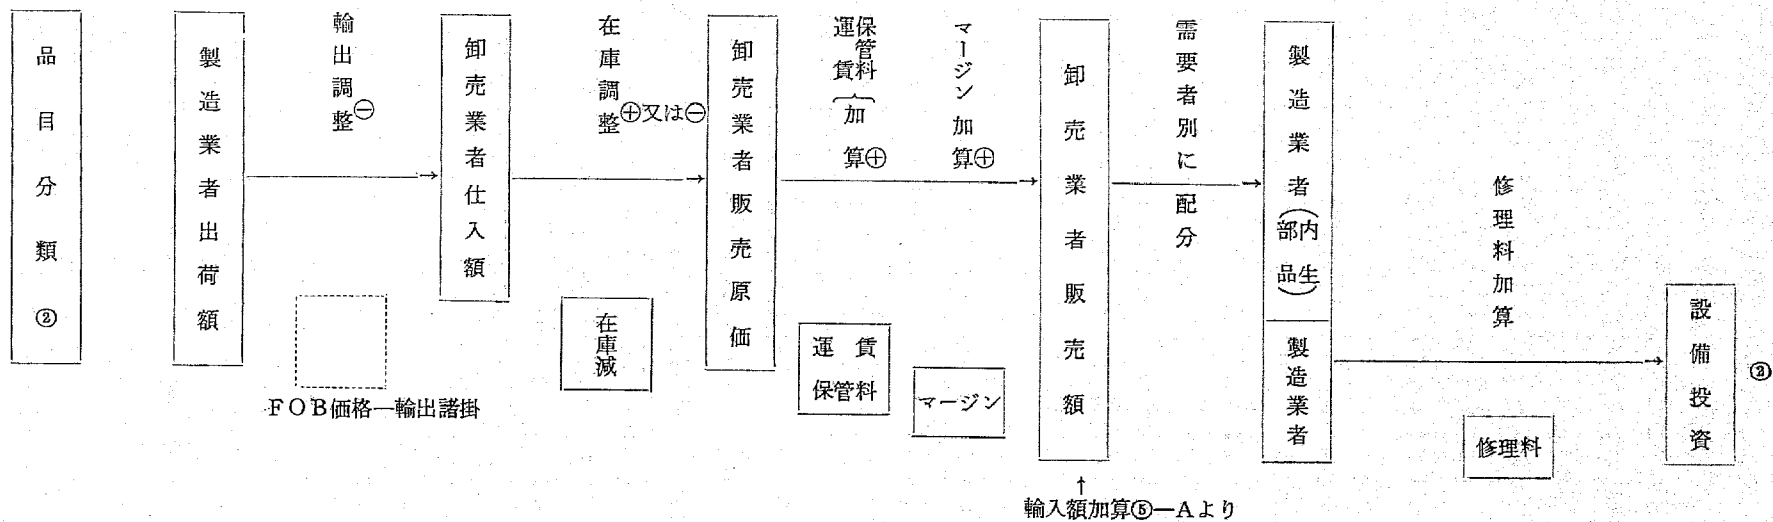 品目分類②
製造業者出荷額
輸出調整⊖
FOB価格—輸出諸掛
卸売業者仕入額
在庫調整⊕又は⊖
在庫減
卸売業者販売原価
運賃
保管料
加算⊕
運賃
保管料
マージン加算⊕
マージン
卸売業者販売額
↑
輸入額加算⑤—Aより
需要者別に配分
製造業者(内生部品)
製造業者
修理料加算
修理料
設備投資
②